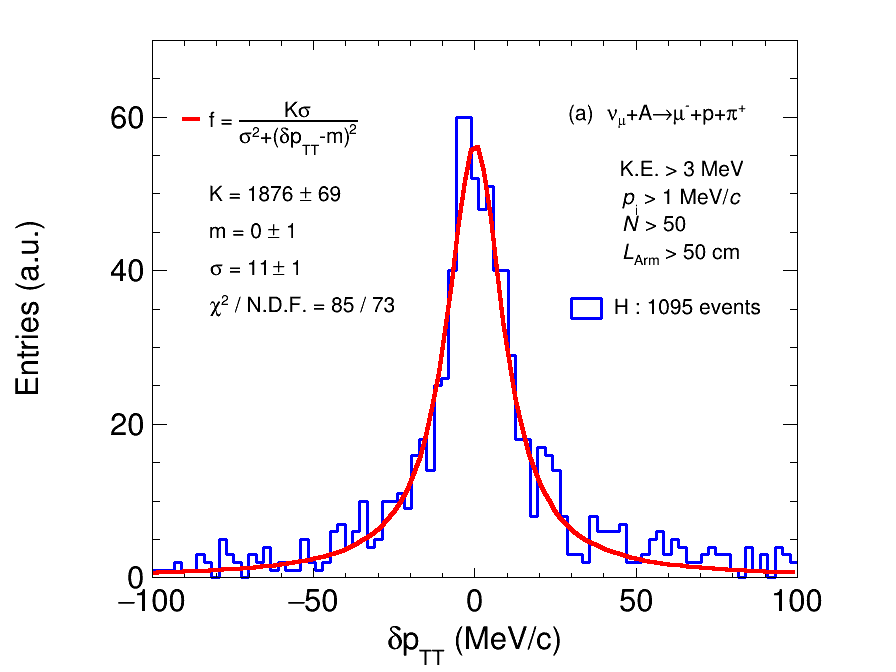 Entries (a.u.)
60
40
20
0
f = Kσ / σ²+(δp_TT-m)²
K = 1876 ± 69
m = 0 ± 1
σ = 11 ± 1
χ² / N.D.F. = 85 / 73
(a) ν_μ+A→μ⁻+p+π⁺
K.E. > 3 MeV
p_i > 1 MeV/c
N > 50
L_Arm > 50 cm
H : 1095 events
−100 −50 0 50 100
δp_TT (MeV/c)